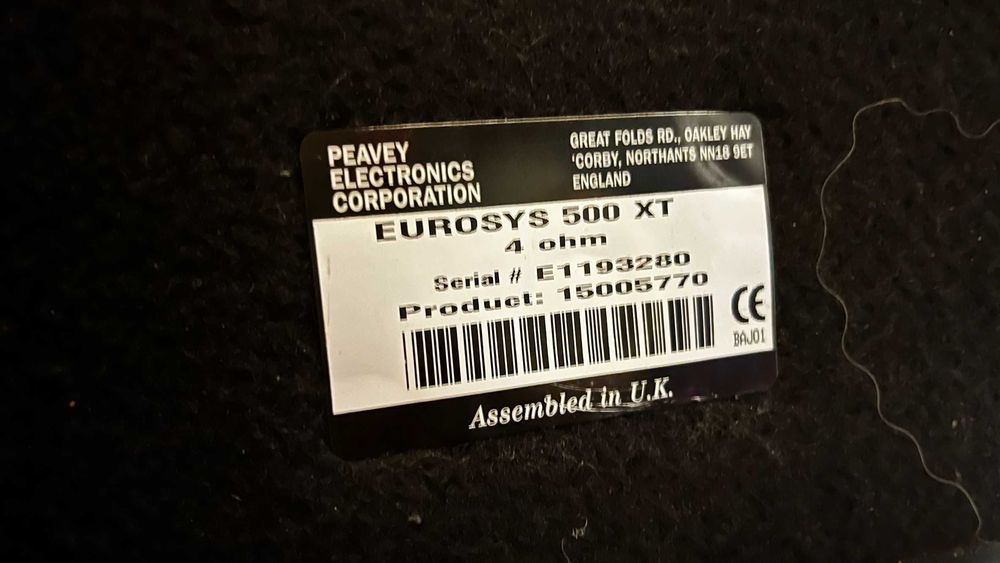 PEAVEY
ELECTRONICS
CORPORATION
GREAT FOLDS RD., OAKLEY HAY
'CORBY, NORTHANTS NN18 9ET
ENGLAND
EUROSYS 500 XT
4 ohm
Serial # E1193280
Product: 15005770
CE
BAJ01
Assembled in U.K.